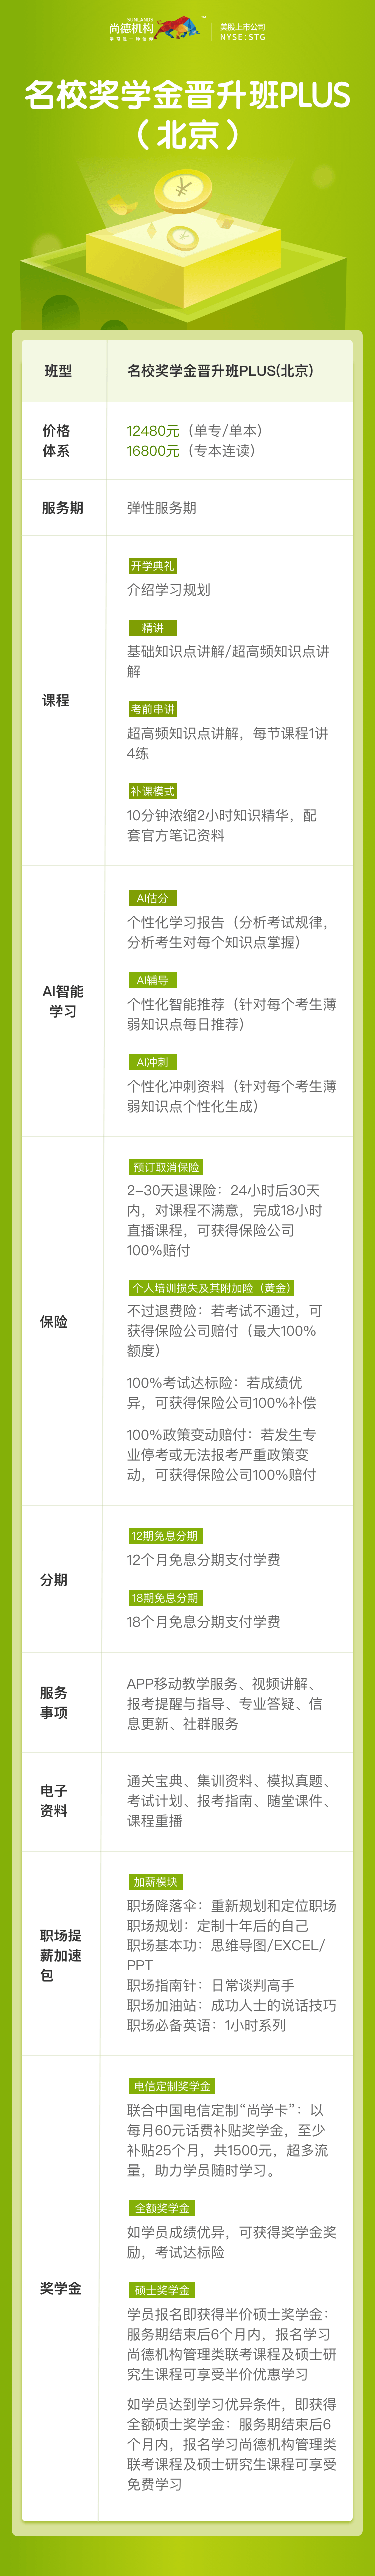 SUNLANDS
尚德机构
学习是一种信仰
美股上市公司
NYSE:STG
名校奖学金晋升班PLUS
（北京）
班型
名校奖学金晋升班PLUS(北京)
价格
体系
12480元（单专/单本）
16800元（专本连读）
服务期
弹性服务期
课程
开学典礼
介绍学习规划
精讲
基础知识点讲解/超高频知识点讲
解
考前串讲
超高频知识点讲解，每节课程1讲
4练
补课模式
10分钟浓缩2小时知识精华，配
套官方笔记资料
AI智能
学习
AI估分
个性化学习报告（分析考试规律，
分析考生对每个知识点掌握）
AI辅导
个性化智能推荐（针对每个考生薄
弱知识点每日推荐）
AI冲刺
个性化冲刺资料（针对每个考生薄
弱知识点个性化生成）
保险
预订取消保险
2-30天退课险：24小时后30天
内，对课程不满意，完成18小时
直播课程，可获得保险公司
100%赔付
个人培训损失及其附加险（黄金）
不过退费险：若考试不通过，可
获得保险公司赔付（最大100%
额度）
100%考试达标险：若成绩优
异，可获得保险公司100%补偿
100%政策变动赔付：若发生专
业停考或无法报考严重政策变
动，可获得保险公司100%赔付
分期
12期免息分期
12个月免息分期支付学费
18期免息分期
18个月免息分期支付学费
服务
事项
APP移动教学服务、视频讲解、
报考提醒与指导、专业答疑、信
息更新、社群服务
电子
资料
通关宝典、集训资料、模拟真题、
考试计划、报考指南、随堂课件、
课程重播
职场提
薪加速
包
加薪模块
职场降落伞：重新规划和定位职场
职场规划：定制十年后的自己
职场基本功：思维导图/EXCEL/
PPT
职场指南针：日常谈判高手
职场加油站：成功人士的说话技巧
职场必备英语：1小时系列
奖学金
电信定制奖学金
联合中国电信定制“尚学卡”：以
每月60元话费补贴奖学金，至少
补贴25个月，共1500元，超多流
量，助力学员随时学习。
全额奖学金
如学员成绩优异，可获得奖学金奖
励，考试达标险
硕士奖学金
学员报名即获得半价硕士奖学金：
服务期结束后6个月内，报名学习
尚德机构管理类联考课程及硕士研
究生课程可享受半价优惠学习
如学员达到学习优异条件，即获得
全额硕士奖学金：服务期结束后6
个月内，报名学习尚德机构管理类
联考课程及硕士研究生课程可享受
免费学习